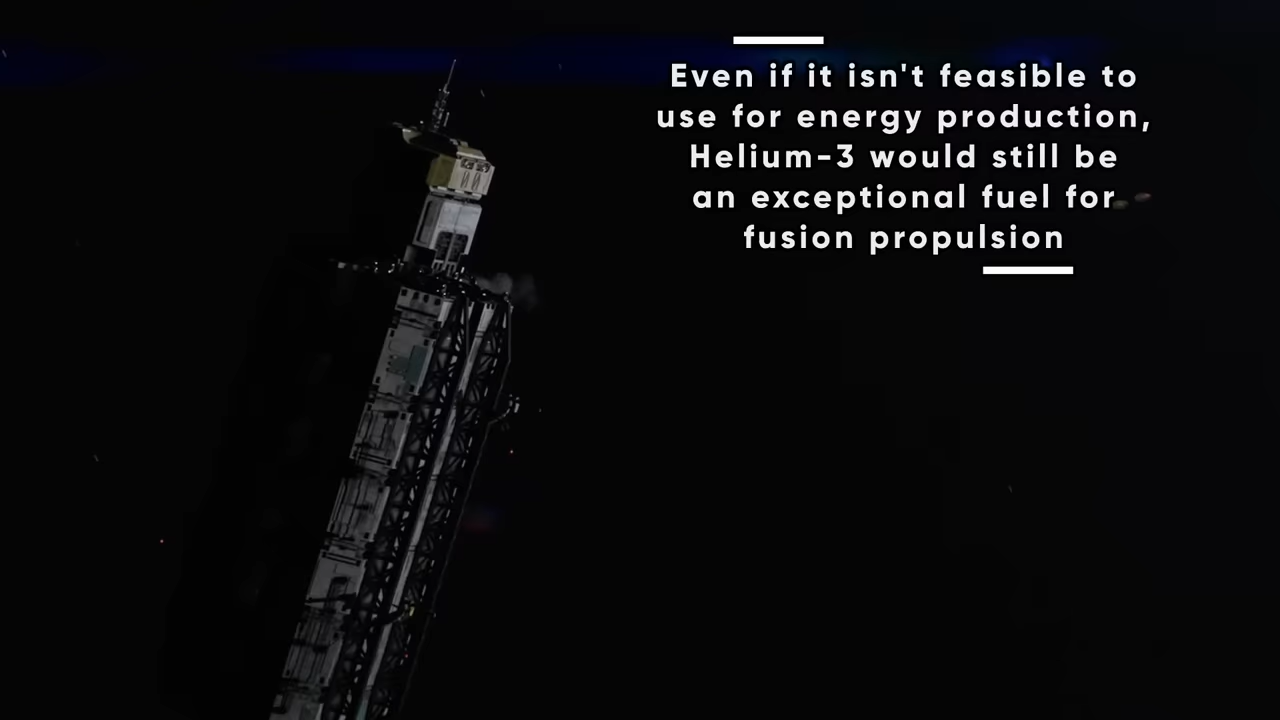 Even if it isn't feasible to
use for energy production,
Helium-3 would still be
an exceptional fuel for
fusion propulsion